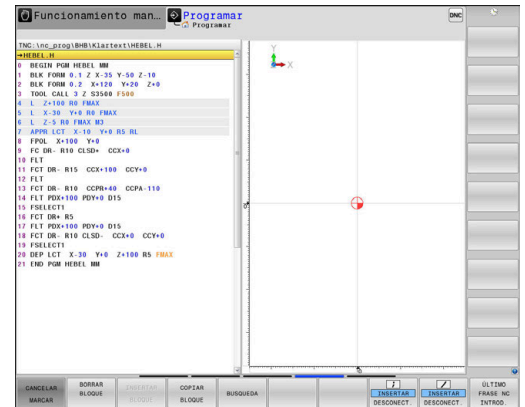 Funcionamiento man...
Programar
Programar
DNC
TNC:\nc_prog\BHB\Klartext\HEBEL.H
→HEBEL.H
0 BEGIN PGM HEBEL MM
1 BLK FORM 0.1 Z X-35 Y-50 Z-10
2 BLK FORM 0.2 X+120 Y+20 Z+0
3 TOOL CALL 3 Z S3500 F500
4 L Z+100 R0 FMAX
5 L X-30 Y+0 R0 FMAX
6 L Z-5 R0 FMAX M3
7 APPR LCT X-10 Y+0 R5 RL
8 FPOL X+100 Y+0
9 FC DR- R10 CLSD+ CCX+0
10 FLT
11 FCT DR- R15 CCX+100 CCY+0
12 FLT
13 FCT DR- R10 CCPR+40 CCPA-110
14 FLT PDX+100 PDY+0 D15
15 FSELECT1
16 FCT DR+ R5
17 FLT PDX+100 PDY+0 D15
18 FCT DR- R10 CLSD- CCX+0 CCY+0
19 FSELECT1
20 DEP LCT X-30 Y+0 Z+100 R5 FMAX
21 END PGM HEBEL MM
Y
X
CANCELAR
MARCAR
BORRAR
BLOQUE
INSERTAR
BLOQUE
COPIAR
BLOQUE
BUSQUEDA
INSERTAR
DESCONECT.
INSERTAR
DESCONECT.
ÚLTIMO
FRASE NC
INTROD.